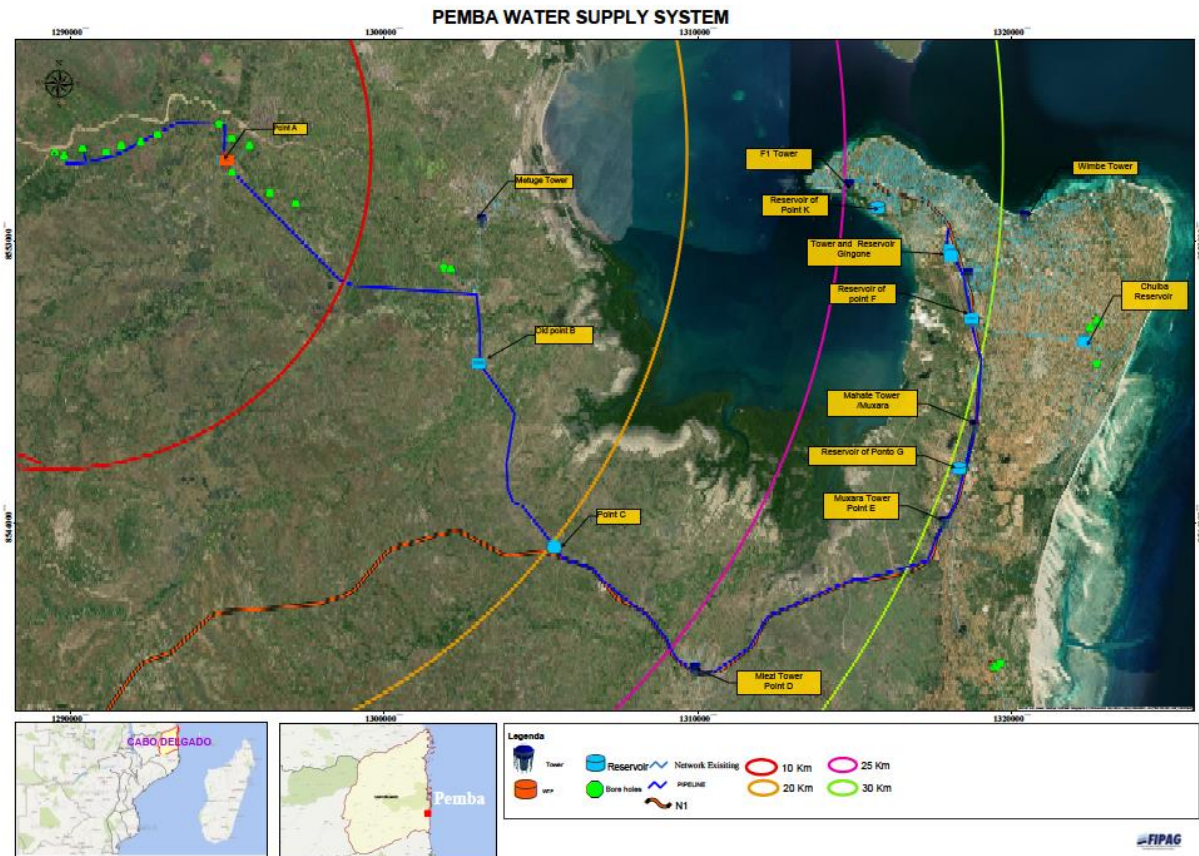 PEMBA WATER SUPPLY SYSTEM
1290000
1300000
1310000
1320000
Point A
Metuge Tower
F1 Tower
Wimbe Tower
Reservoir of
Point K
Tower and Reservoir
Gingone
Reservoir of
point F
Chuiba
Reservoir
Old point B
Mahate Tower
/Muxara
Reservoir of Ponto G
Muxara Tower
Point E
Point C
Miezi Tower
Point D
8553000
8544000
1290000
1300000
1310000
1320000
CABO DELGADO
Pemba
Legenda
Tower
Reservoir
Network Exisiting
10 Km
25 Km
WTP
Bore holes
PIPELINE
20 Km
30 Km
N1
FIPAG